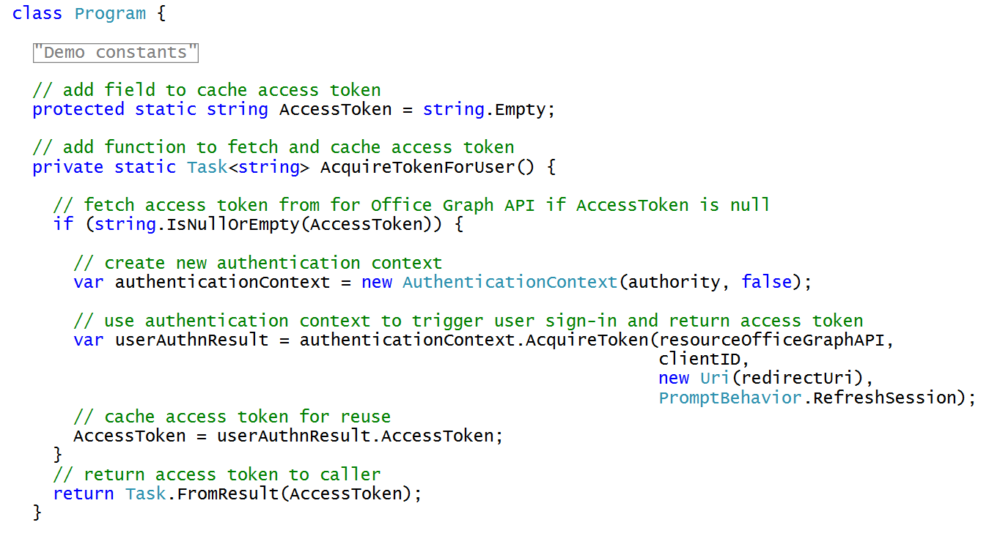 class Program {
"Demo constants"
// add field to cache access token
protected static string AccessToken = string.Empty;
// add function to fetch and cache access token
private static Task<string> AcquireTokenForUser() {
// fetch access token from for Office Graph API if AccessToken is null
if (string.IsNullOrEmpty(AccessToken)) {
// create new authentication context
var authenticationContext = new AuthenticationContext(authority, false);
// use authentication context to trigger user sign-in and return access token
var userAuthnResult = authenticationContext.AcquireToken(resourceOfficeGraphAPI,
clientID,
new Uri(redirectUri),
PromptBehavior.RefreshSession);
// cache access token for reuse
AccessToken = userAuthnResult.AccessToken;
}
// return access token to caller
return Task.FromResult(AccessToken);
}